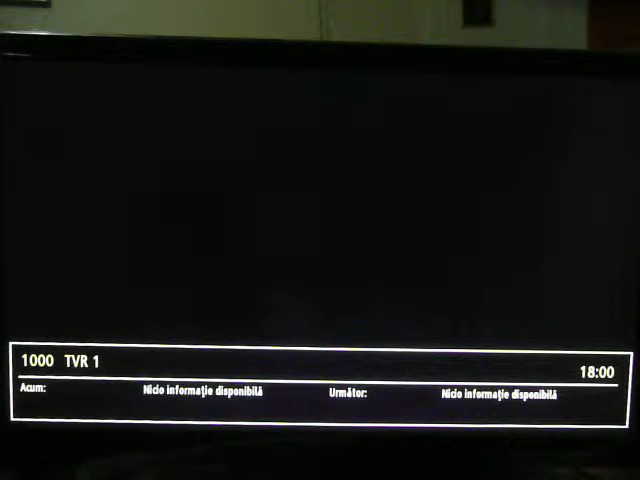 1000 TVR 1
18:00
Acum: Nicio informaţie disponibilă Următor: Nicio informaţie disponibilă